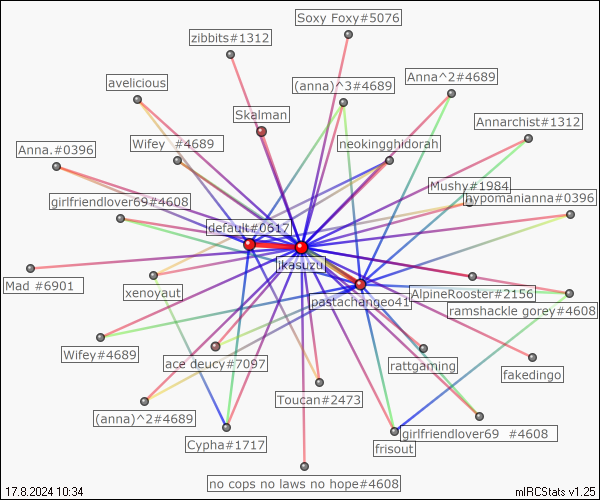 Soxy Foxy#5076
zibbits#1312
Anna^2#4689
avelicious
(anna)^3#4689
Skalman
Annarchist#1312
Wifey_ #4689
neokingghidorah
Anna.#0396
Mushy#1984
hypomanianna#0396
girlfriendlover69#4608
default#0617
ikasuzu
Mad #6901
xenoyaut
pastachangeo41
AlpineRooster#2156
ramshackle gorey#4608
Wifey#4689
ace deucy#7097
rattgaming
fakedingo
Toucan#2473
(anna)^2#4689
girlfriendlover69 #4608
Cypha#1717
frisout
no cops no laws no hope#4608
17.8.2024 10:34
mIRCStats v1.25